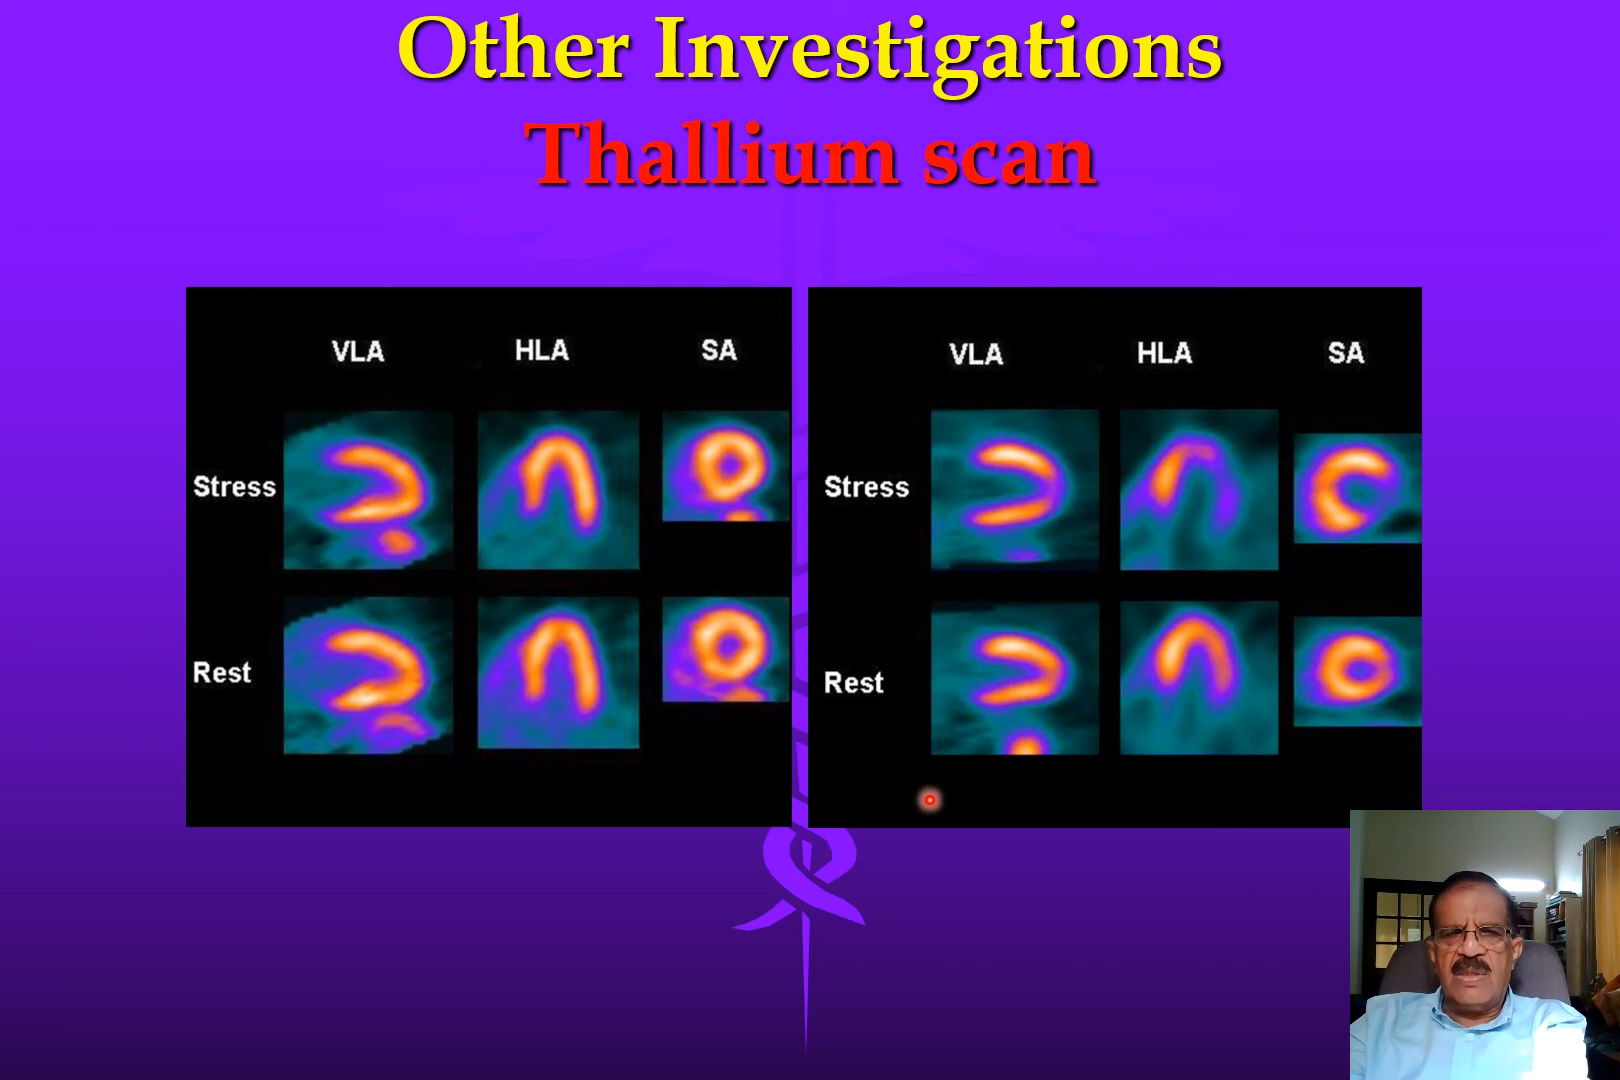 Other Investigations
Thallium scan
VLA HLA SA
Stress
Rest
VLA HLA SA
Stress
Rest